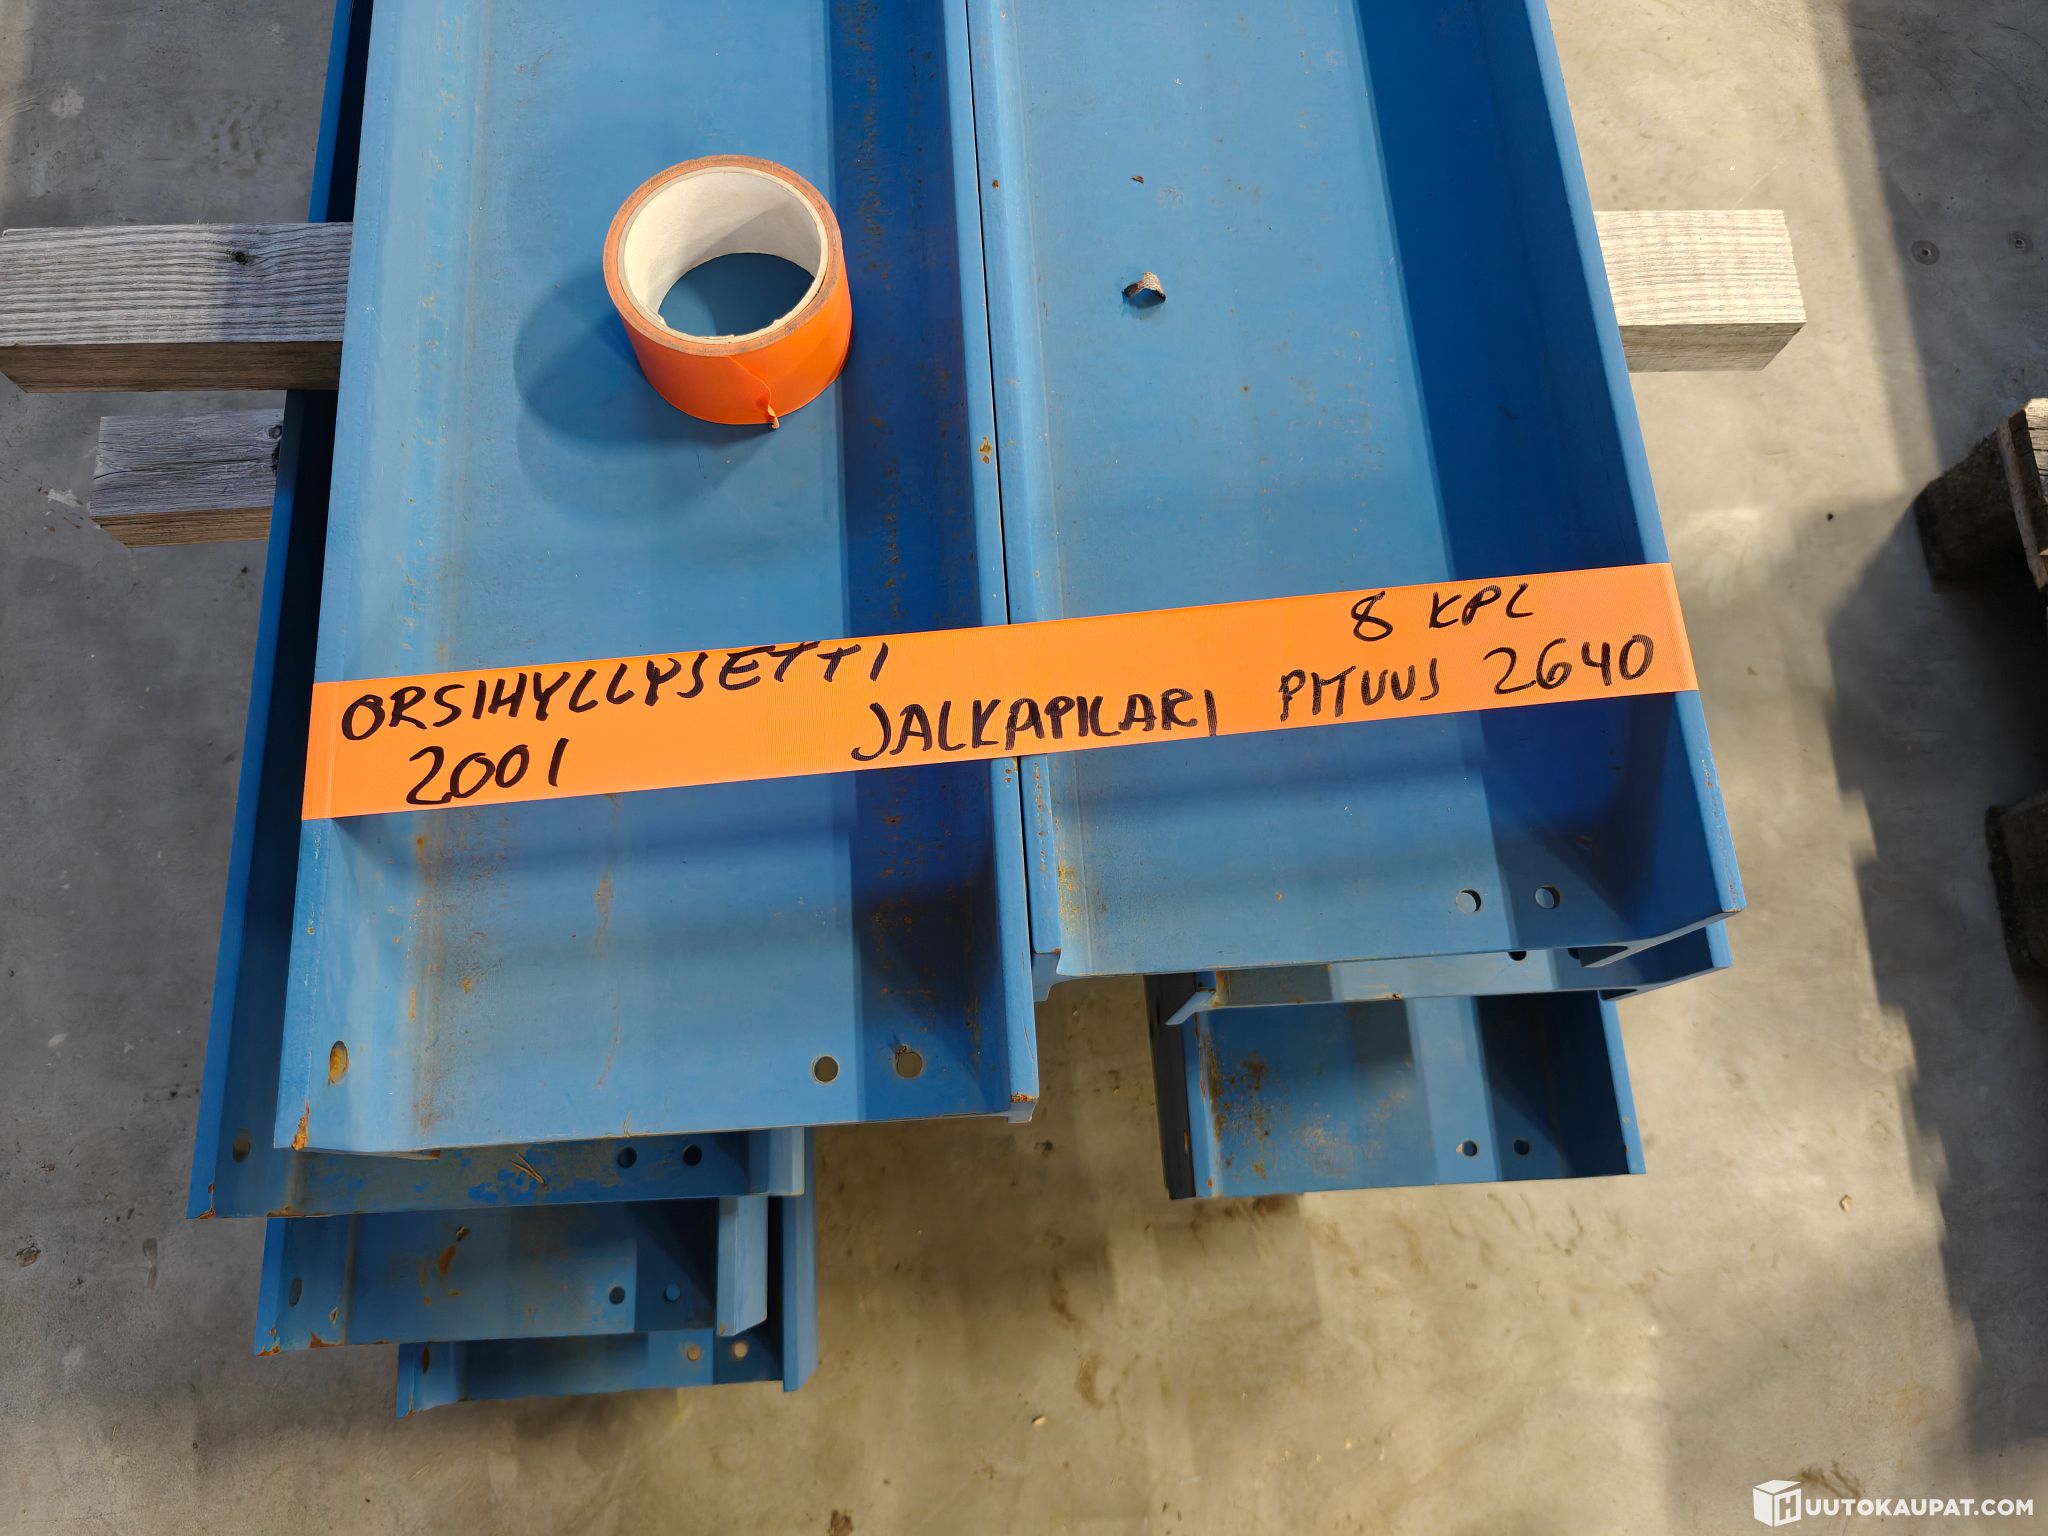 ORSIHYLLYSETTI
2001
JALKAPILARI
8 KPL
PITUUS 2640
HUUTOKAUPAT.COM